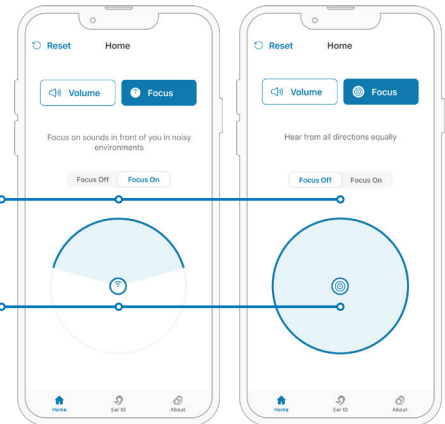 Reset Home
Volume Focus
Focus on sounds in front of you in noisy
environments
Focus Off Focus On
Home Ear ID About
Reset Home
Volume Focus
Hear from all directions equally
Focus Off Focus On
Home Ear ID About